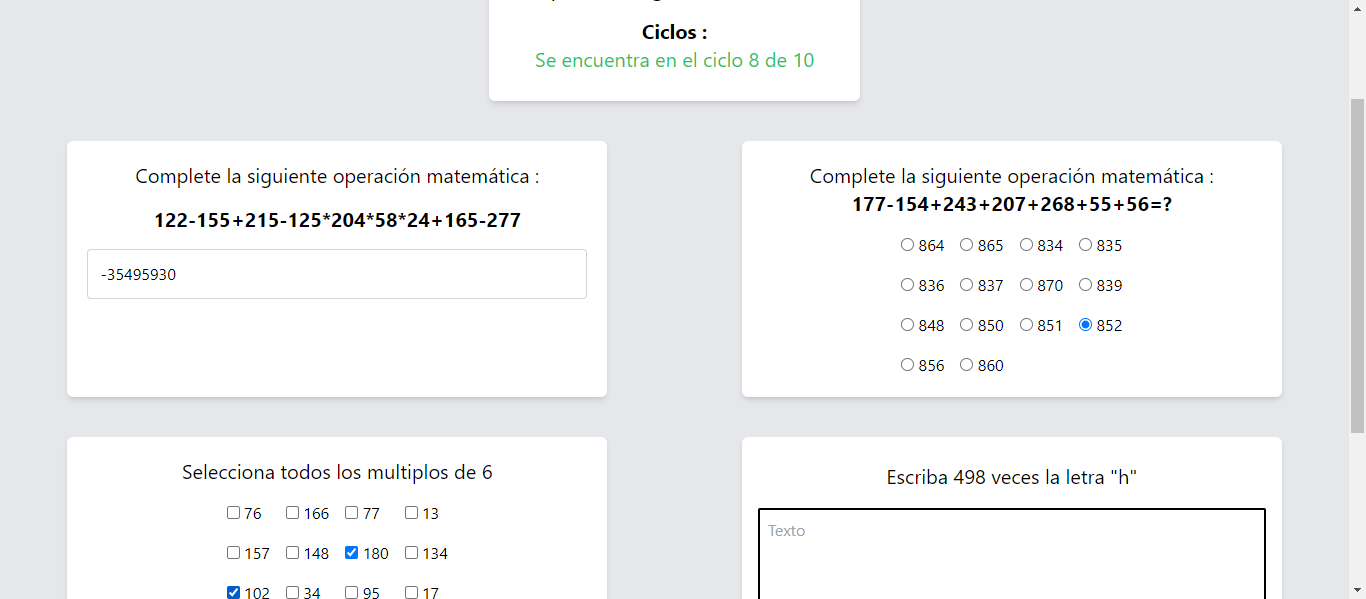 Ciclos :
Se encuentra en el ciclo 8 de 10
Complete la siguiente operación matemática :
122-155+215-125*204*58*24+165-277
-35495930
Complete la siguiente operación matemática :
177-154+243+207+268+55+56=?
864 865 834 835
836 837 870 839
848 850 851 852
856 860
Selecciona todos los multiplos de 6
76 166 77 13
157 148 180 134
102 34 95 17
Escriba 498 veces la letra "h"
Texto